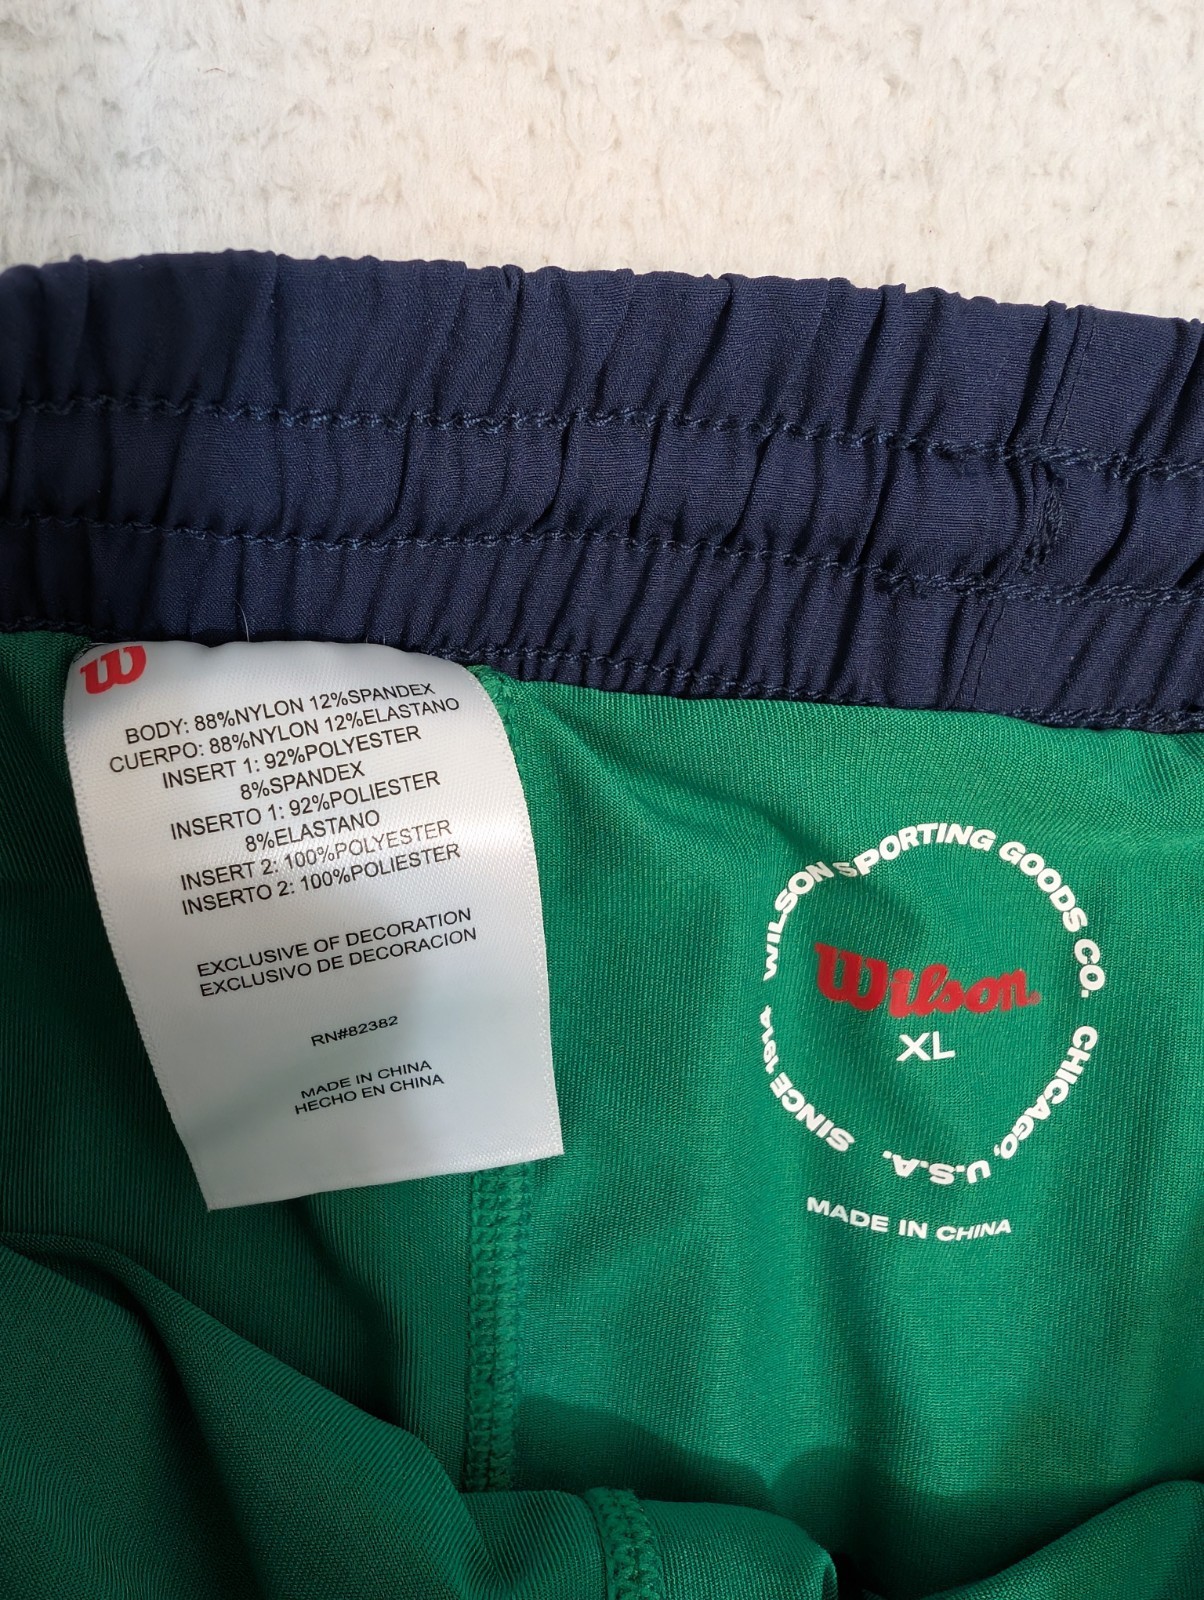 W
BODY: 88%NYLON 12%SPANDEX
CUERPO: 88%NYLON 12%ELASTANO
INSERT 1: 92%POLYESTER
8%SPANDEX
INSERTO 1: 92%POLIESTER
8%ELASTANO
INSERT 2: 100%POLYESTER
INSERTO 2: 100%POLIESTER
EXCLUSIVE OF DECORATION
EXCLUSIVO DE DECORACION
RN#82382
MADE IN CHINA
HECHO EN CHINA
WILSON SPORTING GOODS CO.
CHICAGO, U.S.A.
SINCE 1914
Wilson
XL
MADE IN CHINA